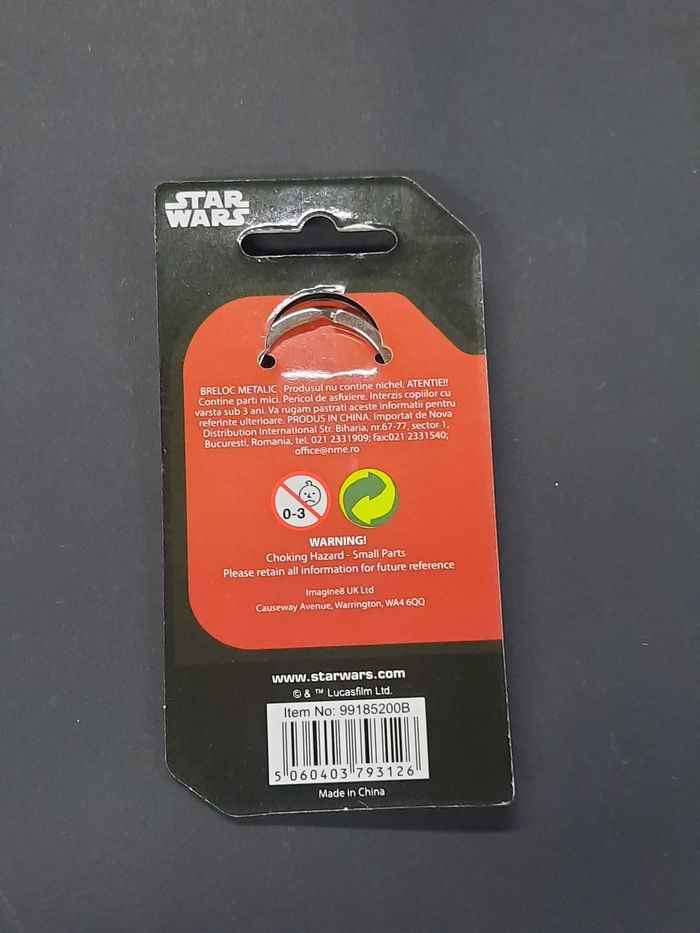 STAR
WARS
BRELOC METALIC . Produsul nu contine nichel. ATENTIE!!
Contine parti mici. Pericol de asfixiere. Interzis copiilor cu
varsta sub 3 ani. Va rugam pastrati aceste informatii pentru
referinte ulterioare. PRODUS IN CHINA. Importat de Nova
Distribution International Str. Biharia, nr.67-77, sector 1,
Bucuresti, Romania, tel. 021 2331909; fax:021 2331540;
office@nme.ro
0-3
WARNING!
Choking Hazard - Small Parts
Please retain all information for future reference
Imagine8 UK Ltd
Causeway Avenue, Warrington, WA4 6QQ
www.starwars.com
© & ™ Lucasfilm Ltd.
Item No: 99185200B
5 060403 793126
Made in China